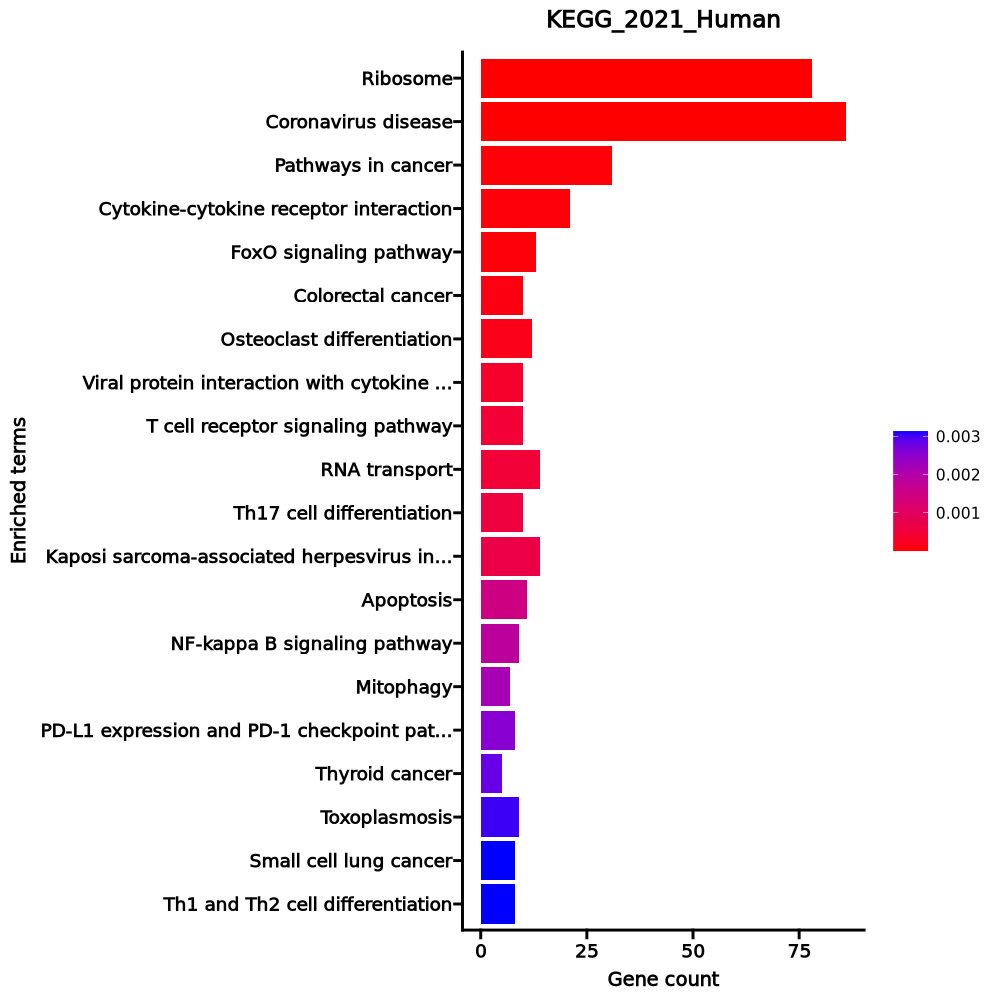 KEGG_2021_Human
Ribosome
Coronavirus disease
Pathways in cancer
Cytokine-cytokine receptor interaction
FoxO signaling pathway
Colorectal cancer
Osteoclast differentiation
Viral protein interaction with cytokine ...
T cell receptor signaling pathway
RNA transport
Th17 cell differentiation
Kaposi sarcoma-associated herpesvirus in...
Apoptosis
NF-kappa B signaling pathway
Mitophagy
PD-L1 expression and PD-1 checkpoint pat...
Thyroid cancer
Toxoplasmosis
Small cell lung cancer
Th1 and Th2 cell differentiation
Enriched terms
0 25 50 75
Gene count
0.003
0.002
0.001